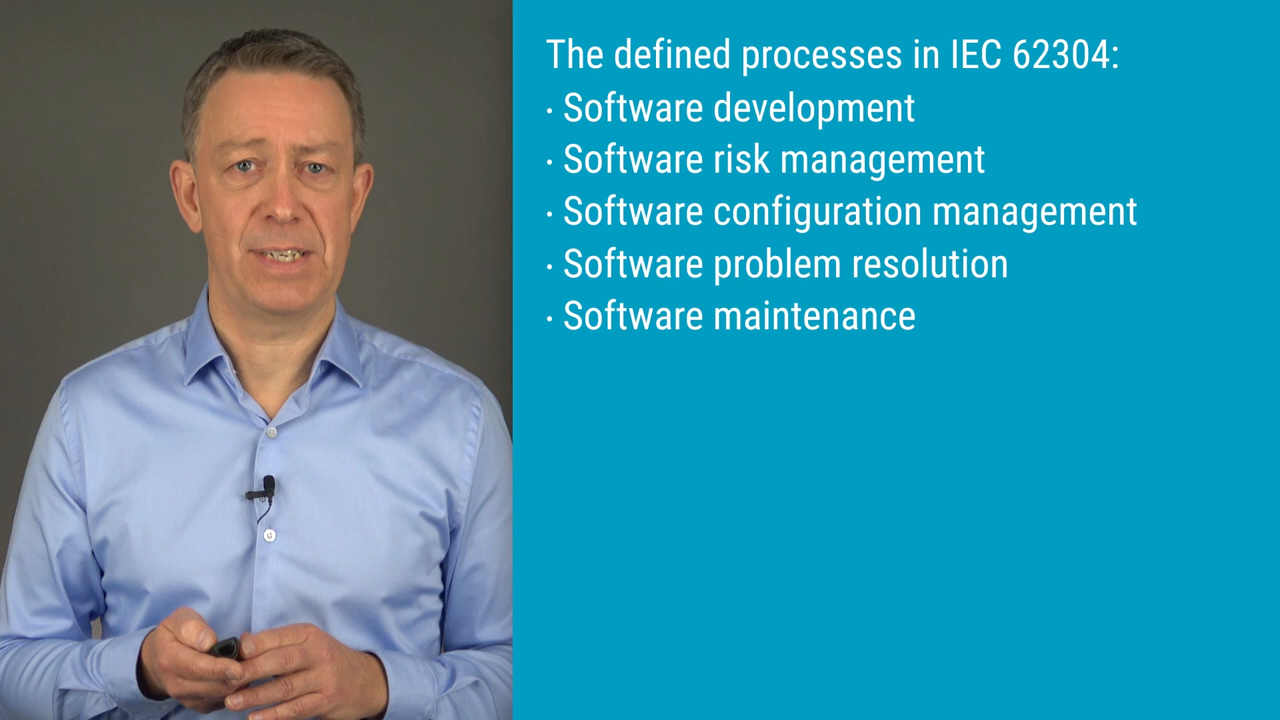 The defined processes in IEC 62304:
· Software development
· Software risk management
· Software configuration management
· Software problem resolution
· Software maintenance